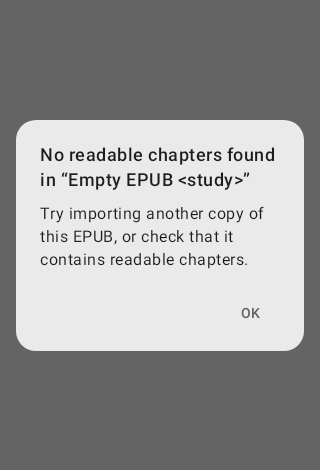 No readable chapters found
in “Empty EPUB <study>”
Try importing another copy of
this EPUB, or check that it
contains readable chapters.
OK